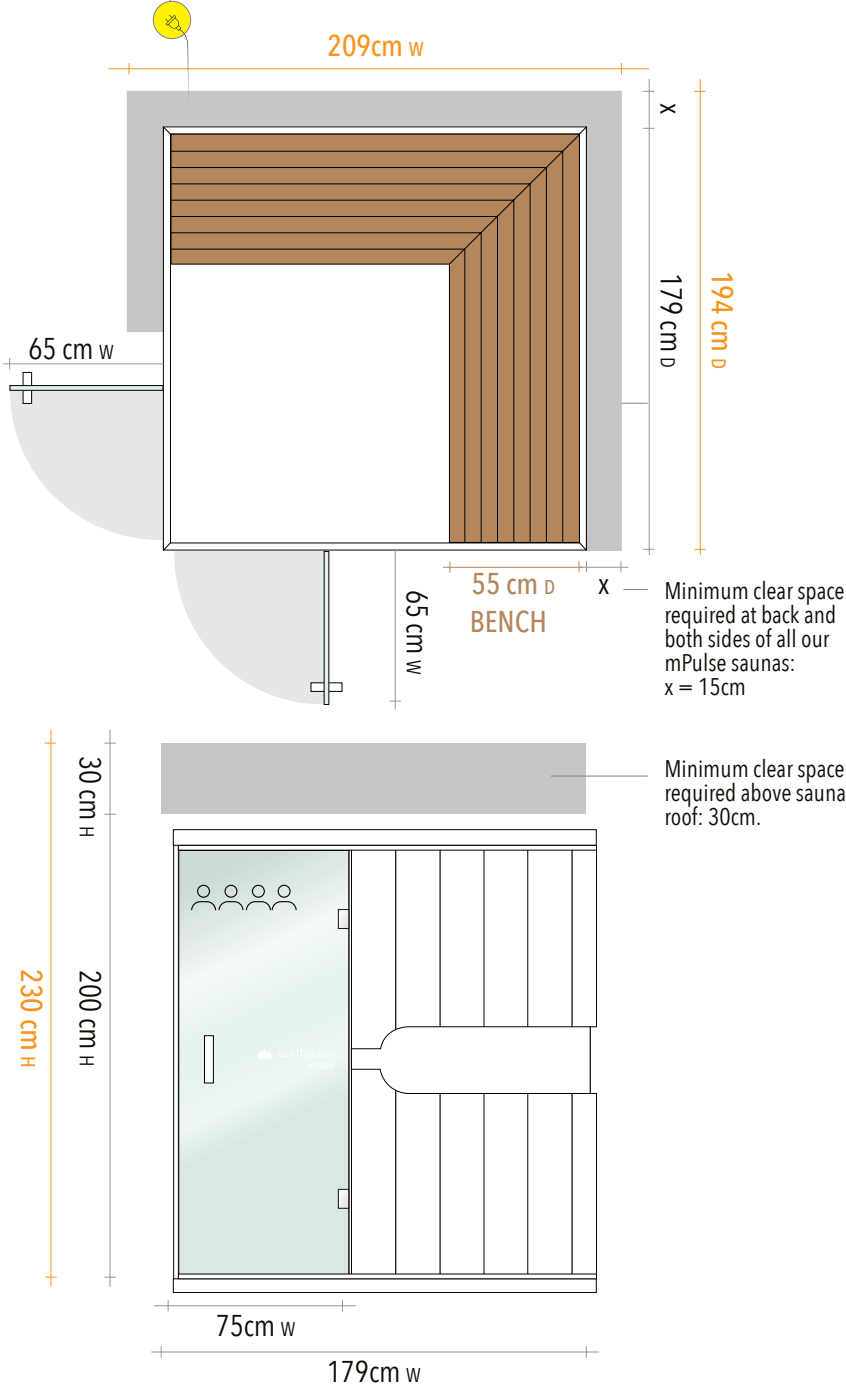 209cm W
x
179 cm D
194 cm D
65 cm W
65 cm W
55 cm D
BENCH
x
Minimum clear space
required at back and
both sides of all our
mPulse saunas:
x = 15cm
30 cm H
Minimum clear space
required above sauna
roof: 30cm.
200 cm H
230 cm H
sunlighten
mPulse
75cm W
179cm W